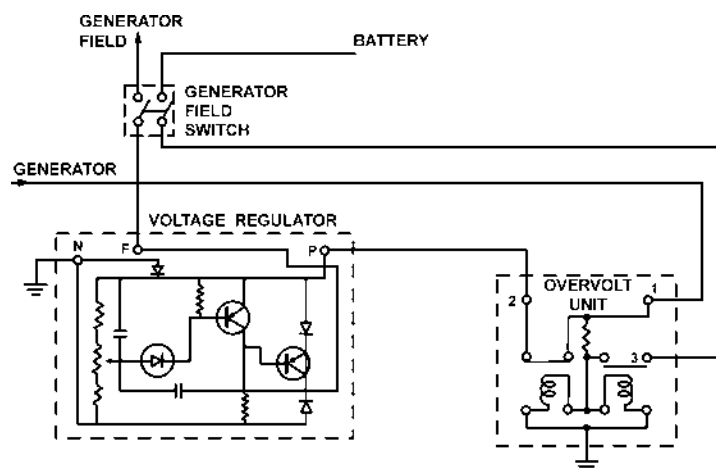 GENERATOR
FIELD
BATTERY
GENERATOR
FIELD
SWITCH
GENERATOR
VOLTAGE REGULATOR
N
F
P
OVERVOLT
UNIT
1
2
3